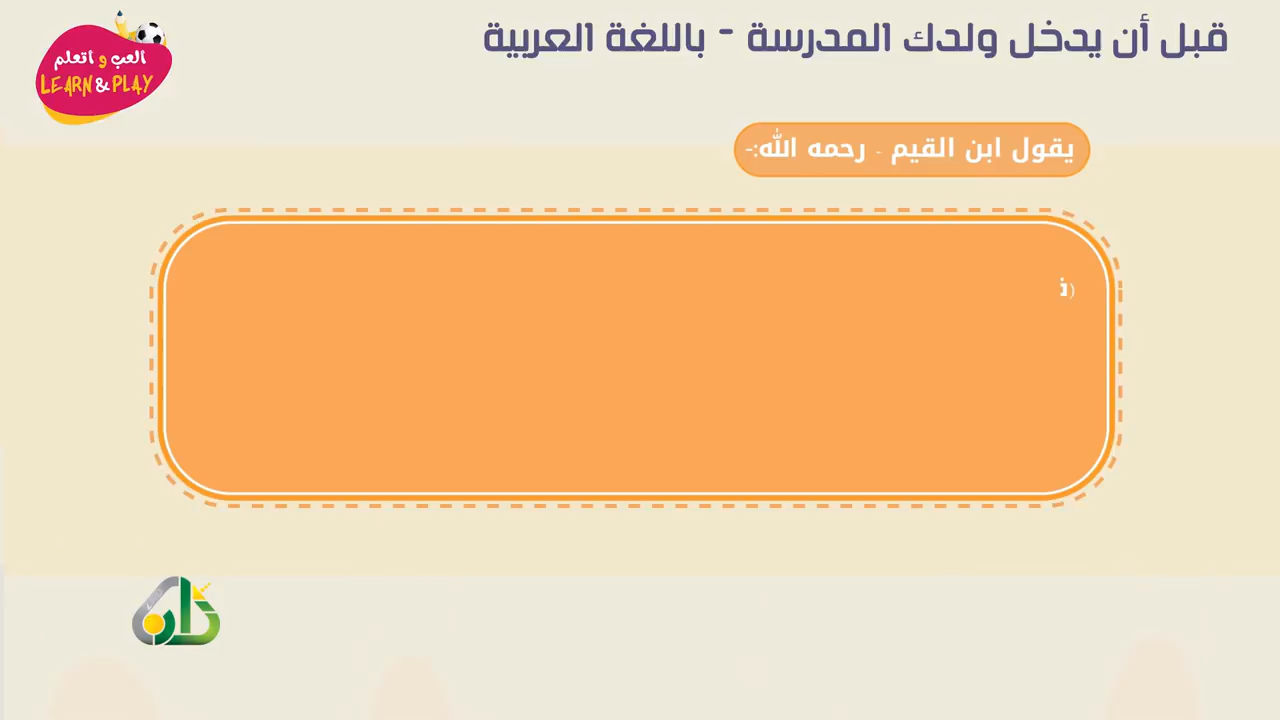 قبل أن يدخل ولدك المدرسة - باللغة العربية
العب و اتعلم
LEARN & PLAY
يقول ابن القيم - رحمه الله:-